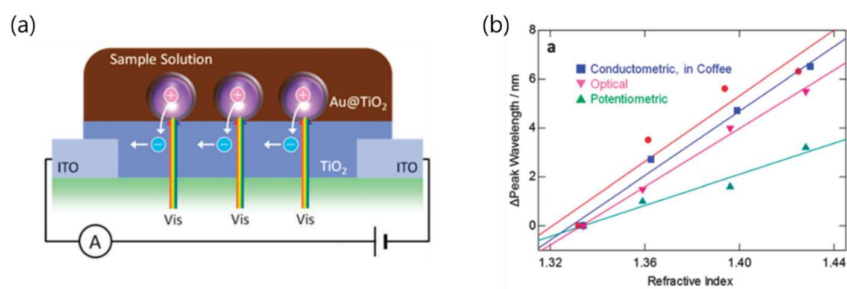 (a)
Sample Solution
Au@TiO₂
ITO
TiO₂
ITO
Vis
Vis
Vis
A
(b)
a
Conductometric, in Coffee
Optical
Potentiometric
ΔPeak Wavelength / nm
8
6
4
2
0
1.32
1.36
1.40
1.44
Refractive Index